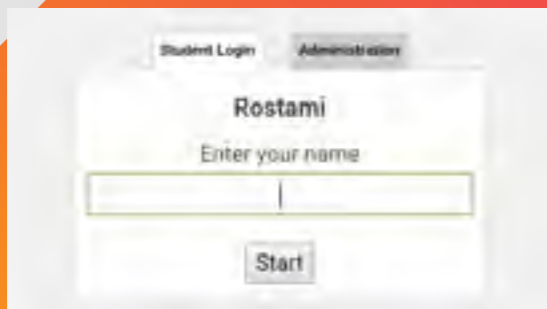 Student Login
Administration
Rostami
Enter your name
Start